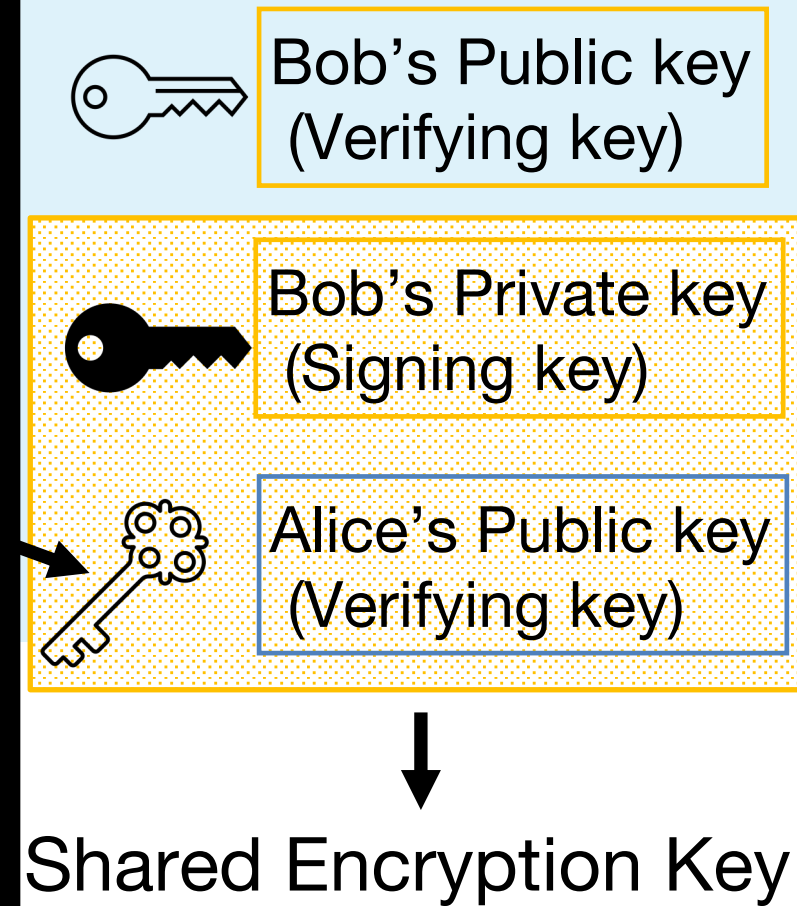 Bob’s Public key
(Verifying key)
Bob’s Private key
(Signing key)
Alice’s Public key
(Verifying key)
Shared Encryption Key